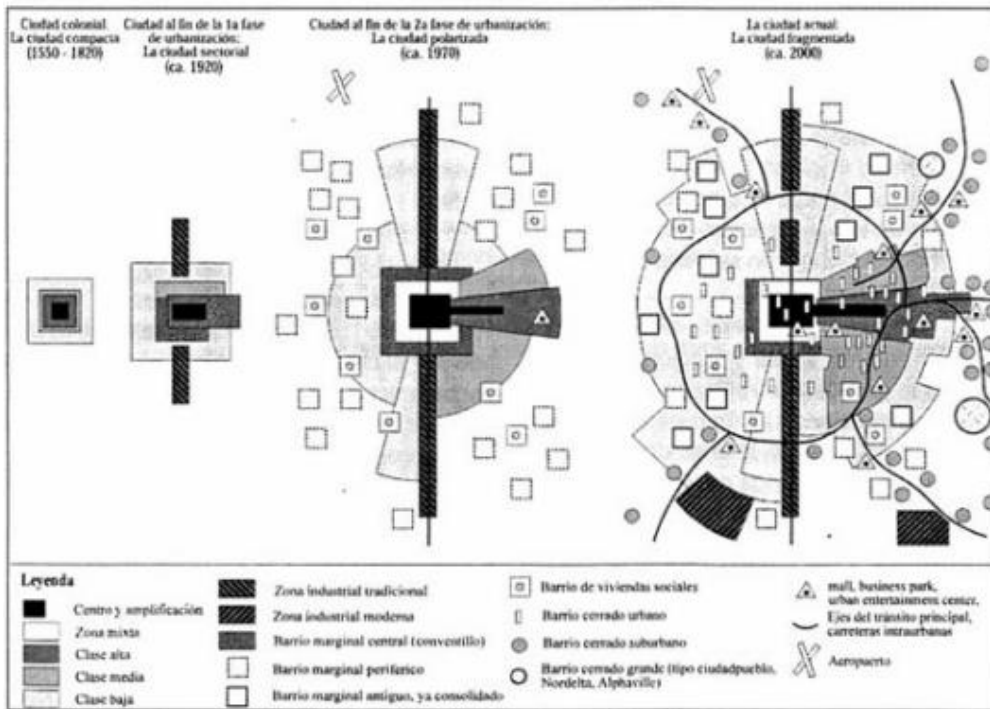 Ciudad colonial:
La ciudad compacta
(1550 - 1820)
Ciudad al fin de la 1a fase
de urbanización:
La ciudad sectorial
(ca. 1920)
Ciudad al fin de la 2a fase de urbanización:
La ciudad polarizada
(ca. 1970)
La ciudad actual:
La ciudad fragmentada
(ca. 2000)
Leyenda
Centro y amplificación
Zona mixta
Clase alta
Clase media
Clase baja
Zona industrial tradicional
Zona industrial moderna
Barrio marginal central (conventillo)
Barrio marginal periférico
Barrio marginal antiguo, ya consolidado
Barrio de viviendas sociales
Barrio cerrado urbano
Barrio cerrado suburbano
Barrio cerrado grande (tipo ciudadpueblo,
Nordelta, Alphaville)
mall, business park,
urban entertainment center,
Ejes del tránsito principal,
carreteras intraurbanas
Aeropuerto